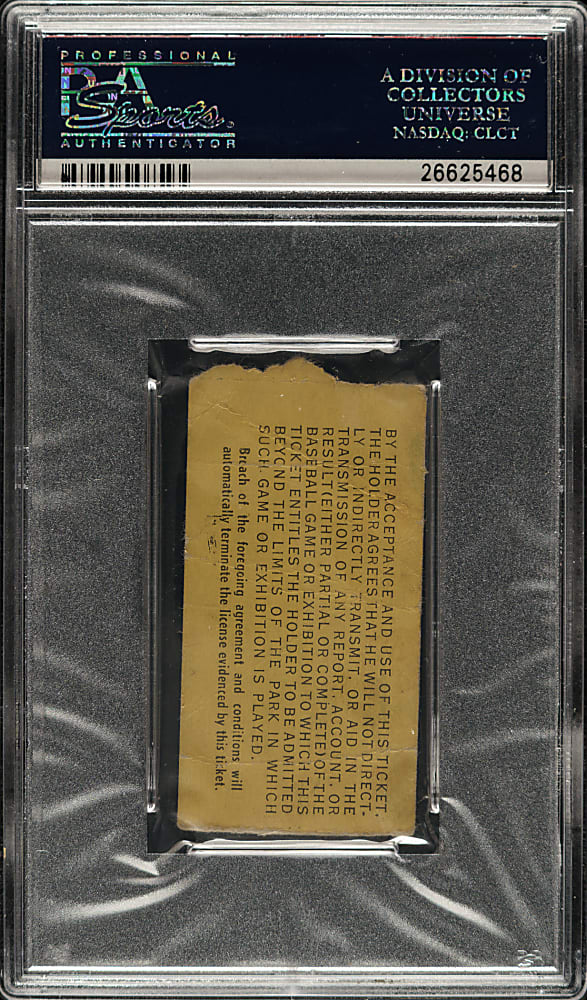 PROFESSIONAL
PSA
Sports
AUTHENTICATOR
A DIVISION OF
COLLECTORS
UNIVERSE
NASDAQ: CLCT
26625468
BY THE ACCEPTANCE AND USE OF THIS TICKET,
THE HOLDER AGREES THAT HE WILL NOT DIRECT-
LY OR INDIRECTLY TRANSMIT, OR AID IN THE
TRANSMISSION OF ANY REPORT, ACCOUNT, OR
RESULT (EITHER PARTIAL OR COMPLETE) OF THE
BASEBALL GAME OR EXHIBITION TO WHICH THIS
TICKET ENTITLES THE HOLDER TO BE ADMITTED
BEYOND THE LIMITS OF THE PARK IN WHICH
SUCH GAME OR EXHIBITION IS PLAYED.
Breach of the foregoing agreement and conditions will
automatically terminate the license evidenced by this ticket.